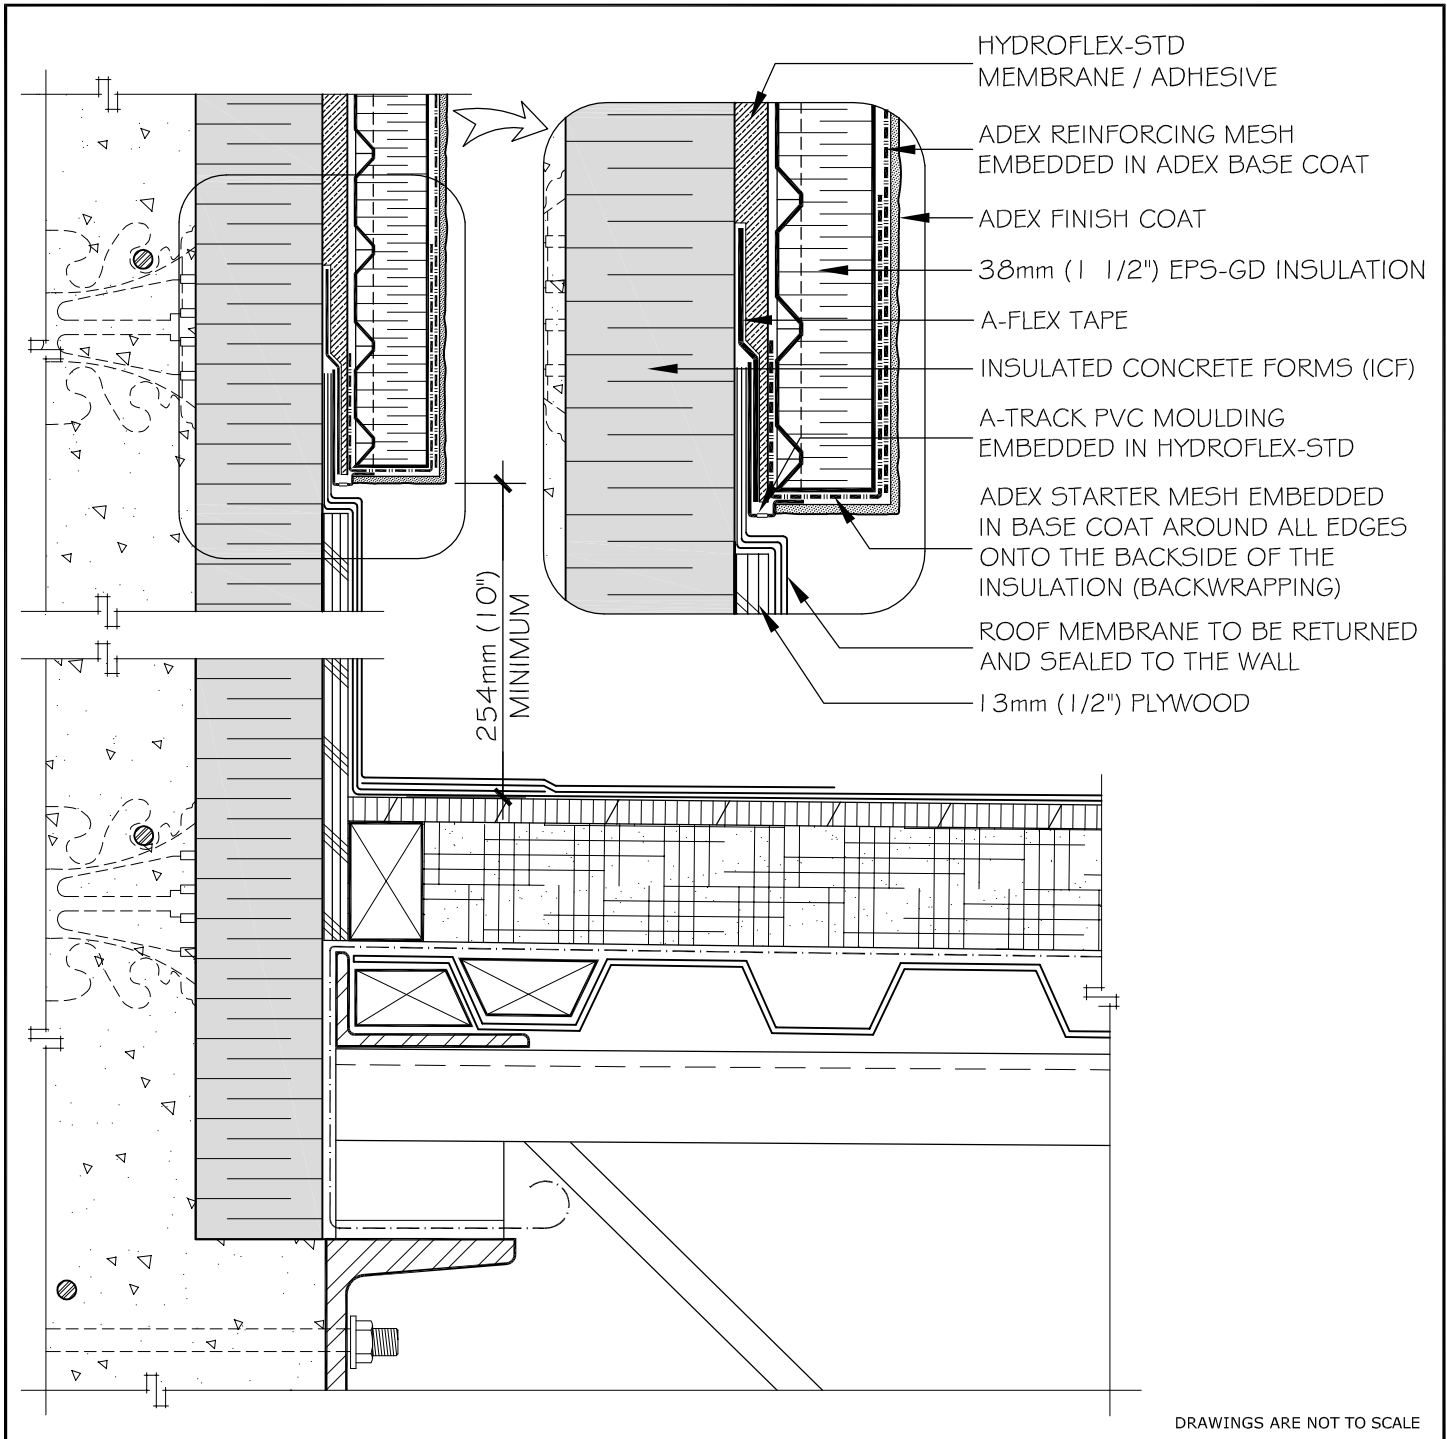 HYDROFLEX-STD
MEMBRANE / ADHESIVE
ADEX REINFORCING MESH
EMBEDDED IN ADEX BASE COAT
ADEX FINISH COAT
38mm (1 1/2") EPS-GD INSULATION
A-FLEX TAPE
INSULATED CONCRETE FORMS (ICF)
A-TRACK PVC MOULDING
EMBEDDED IN HYDROFLEX-STD
ADEX STARTER MESH EMBEDDED
IN BASE COAT AROUND ALL EDGES
ONTO THE BACKSIDE OF THE
INSULATION (BACKWRAPPING)
ROOF MEMBRANE TO BE RETURNED
AND SEALED TO THE WALL
13mm (1/2") PLYWOOD
254mm (10")
MINIMUM
DRAWINGS ARE NOT TO SCALE